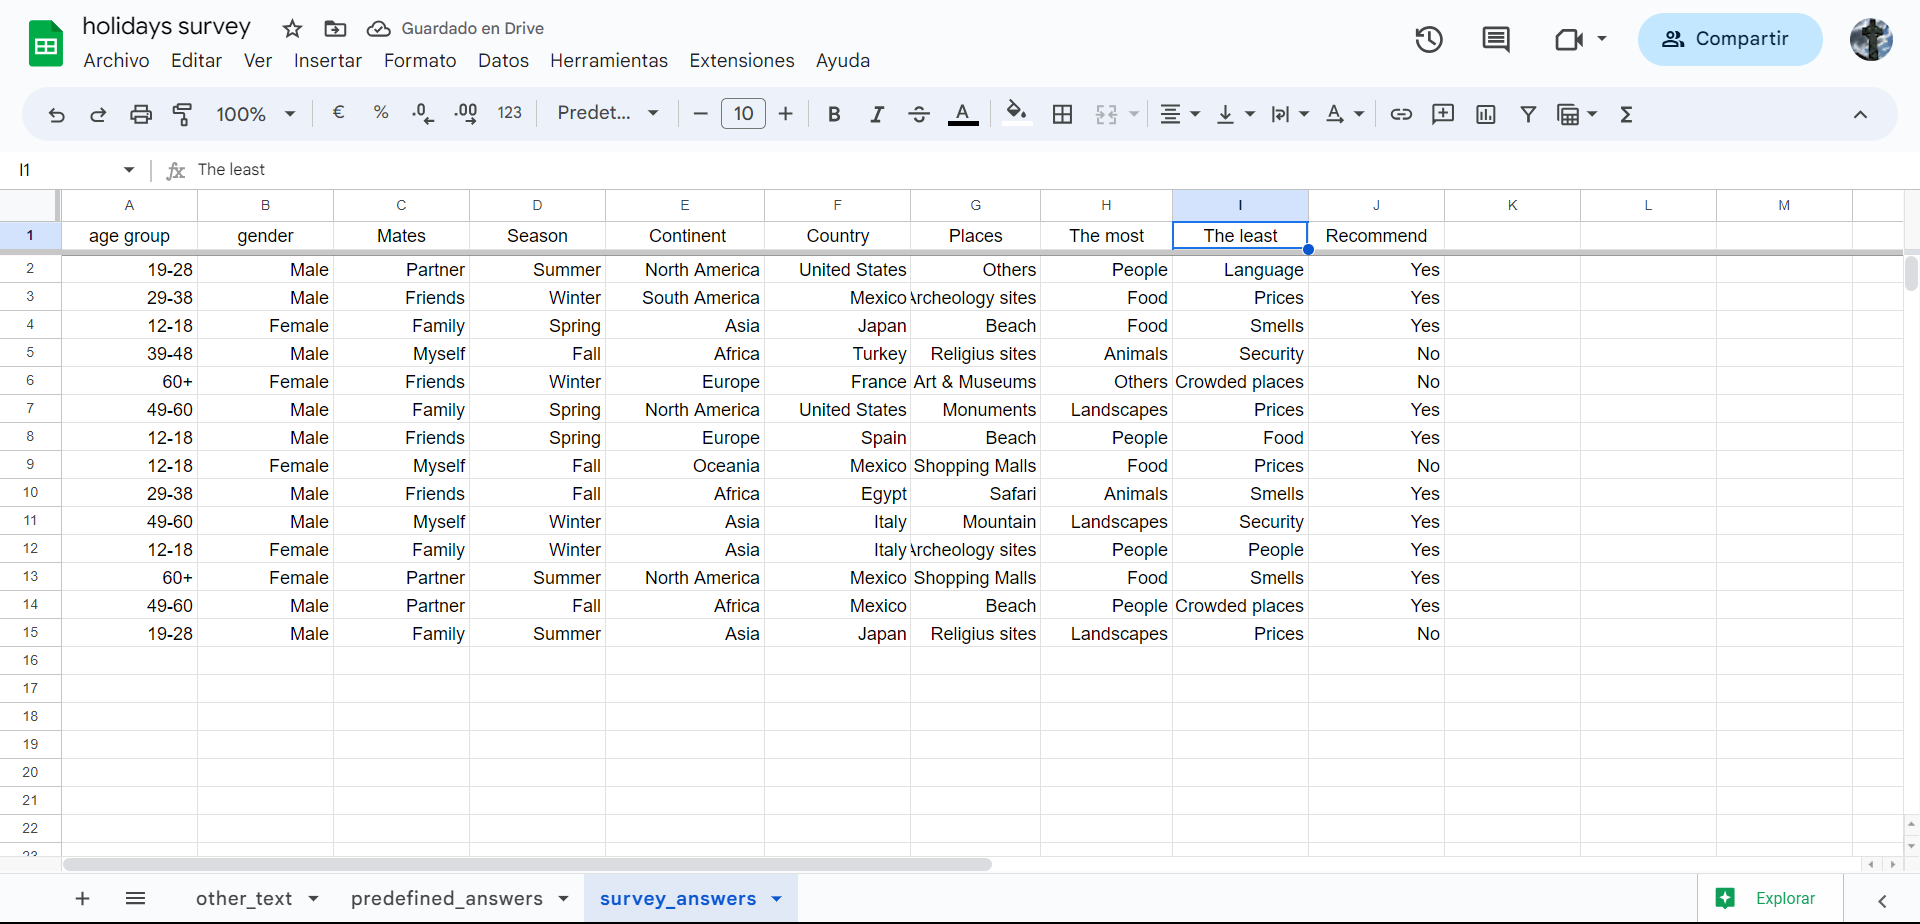 holidays survey Guardado en Drive
Archivo Editar Ver Insertar Formato Datos Herramientas Extensiones Ayuda
Compartir
100% € % .0 .00 123 Predet... 10 B I A
I1 fx The least
A B C D E F G H I J K L M
1 age group gender Mates Season Continent Country Places The most The least Recommend
2 19-28 Male Partner Summer North America United States Others People Language Yes
3 29-38 Male Friends Winter South America Mexico Archeology sites Food Prices Yes
4 12-18 Female Family Spring Asia Japan Beach Food Smells Yes
5 39-48 Male Myself Fall Africa Turkey Religius sites Animals Security No
6 60+ Female Friends Winter Europe France Art & Museums Others Crowded places No
7 49-60 Male Family Spring North America United States Monuments Landscapes Prices Yes
8 12-18 Male Friends Spring Europe Spain Beach People Food Yes
9 12-18 Female Myself Fall Oceania Mexico Shopping Malls Food Prices No
10 29-38 Male Friends Fall Africa Egypt Safari Animals Smells Yes
11 49-60 Male Myself Winter Asia Italy Mountain Landscapes Security Yes
12 12-18 Female Family Winter Asia Italy Archeology sites People People Yes
13 60+ Female Partner Summer North America Mexico Shopping Malls Food Smells Yes
14 49-60 Male Partner Fall Africa Mexico Beach People Crowded places Yes
15 19-28 Male Family Summer Asia Japan Religius sites Landscapes Prices No
16
17
18
19
20
21
22
23
other_text predefined_answers survey_answers Explorar